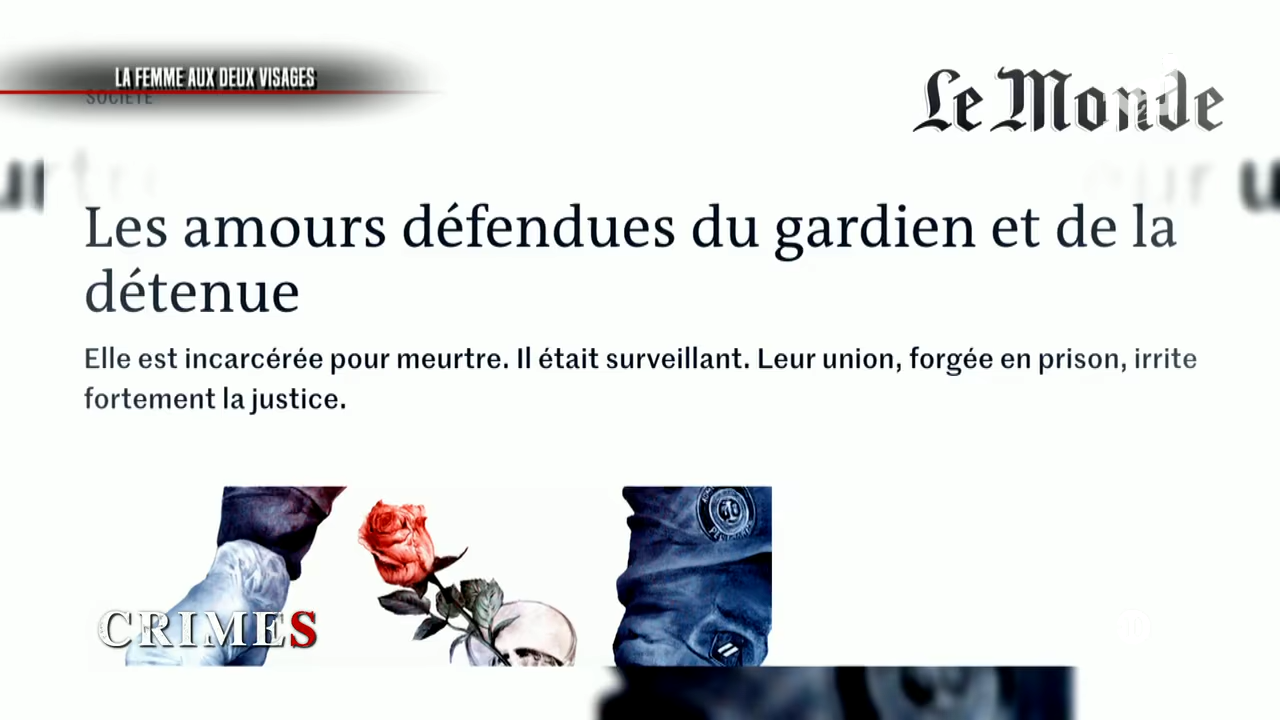 LA FEMME AUX DEUX VISAGES
SOCIÉTÉ
Le Monde
Les amours défendues du gardien et de la
détenue
Elle est incarcérée pour meurtre. Il était surveillant. Leur union, forgée en prison, irrite
fortement la justice.
CRIMES